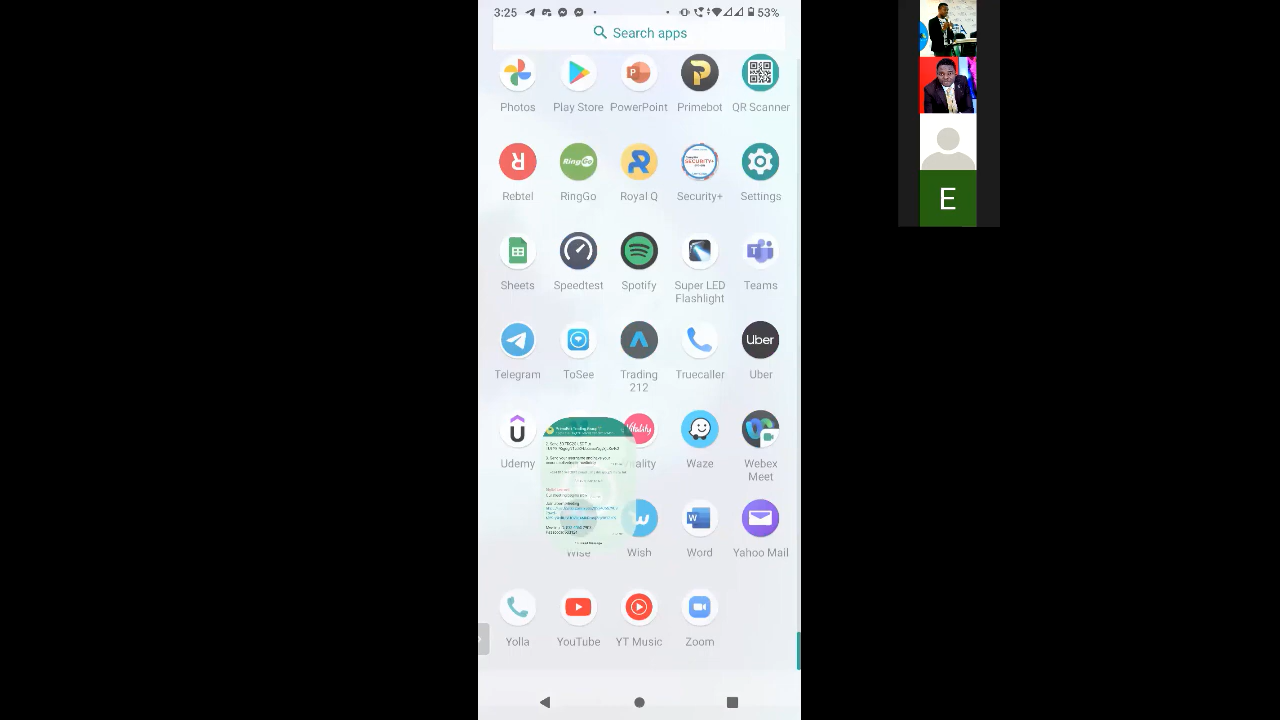 3:25
53%
Search apps
Photos Play Store PowerPoint Primebot QR Scanner
Rebtel RingGo Royal Q Security+ Settings
Sheets Speedtest Spotify Super LED Flashlight Teams
Telegram ToSee Trading 212 Truecaller Uber
Udemy Waze Webex Meet
Wise Wish Word Yahoo Mail
Yolla YouTube YT Music Zoom
E